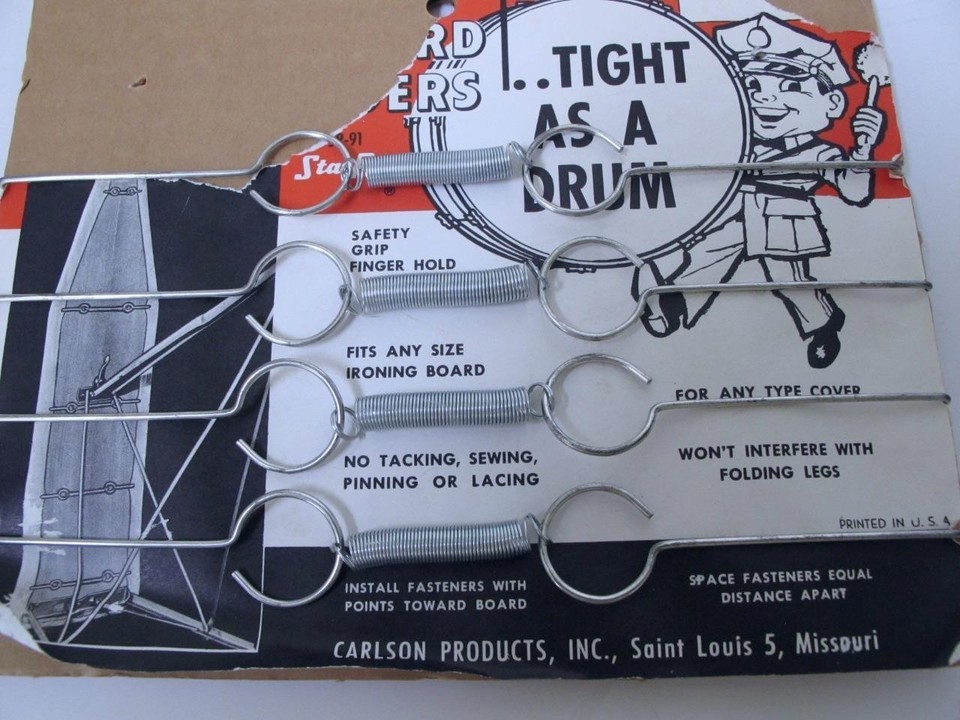 RD
ERS
..TIGHT
AS A
DRUM
-91
Sta
®
SAFETY
GRIP
FINGER HOLD
FITS ANY SIZE
IRONING BOARD
NO TACKING, SEWING,
PINNING OR LACING
FOR ANY TYPE COVER
WON'T INTERFERE WITH
FOLDING LEGS
PRINTED IN U. S. A
INSTALL FASTENERS WITH
POINTS TOWARD BOARD
SPACE FASTENERS EQUAL
DISTANCE APART
CARLSON PRODUCTS, INC., Saint Louis 5, Missouri